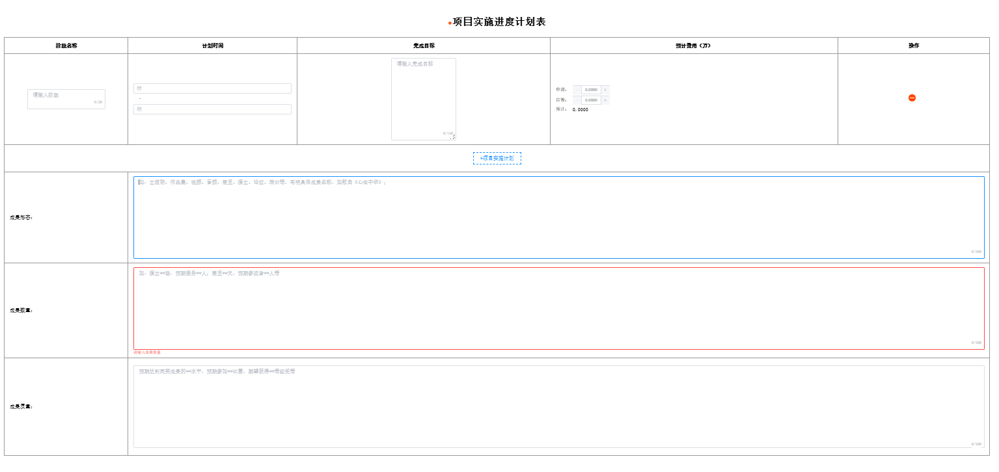 *项目实施进度计划表
阶段名称 计划时间 完成目标 预计费用（万） 操作
请输入阶段
0/20
-
请输入完成目标
0/100
申请： - 0.0000 +
自筹： - 0.0000 +
预计： 0.0000
+项目实施计划
成果形态：
如：出版物、作品集、视频、音频、展览、演出、论坛、培训等，写明具体成果名称，如歌曲《心怡中华》；
0/500
成果数量：
如：演出**场，预期服务**人；展览**天，预期参观者**人等
0/500
请输入成果数量
成果质量：
预期达到同类成果的**水平，预期参加**比赛，期望获得**等级奖等
0/500